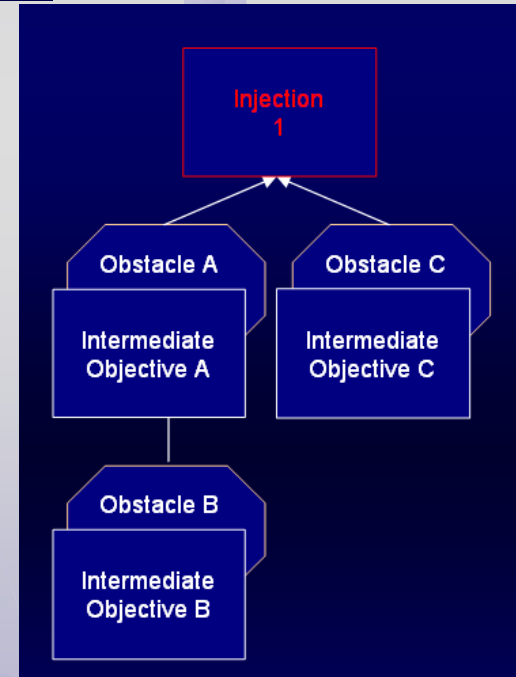 Injection
1
Obstacle A
Intermediate
Objective A
Obstacle C
Intermediate
Objective C
Obstacle B
Intermediate
Objective B